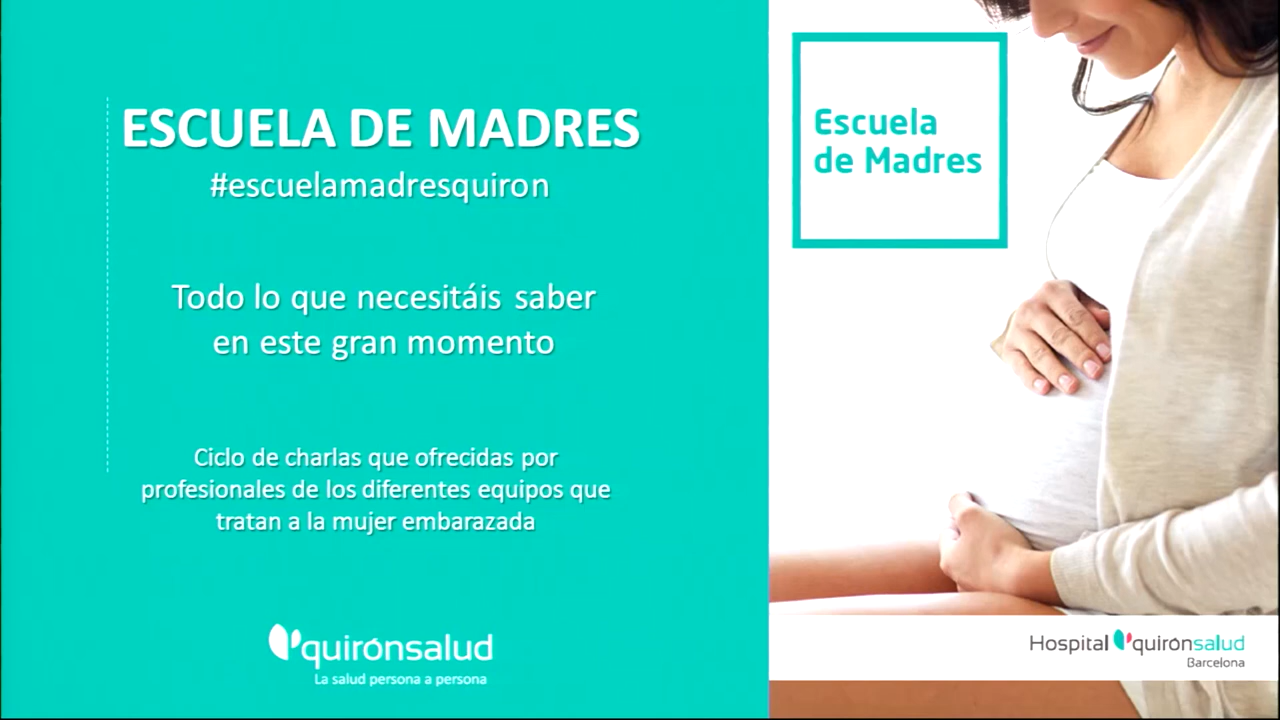 ESCUELA DE MADRES
#escuelamadresquiron
Todo lo que necesitáis saber
en este gran momento
Ciclo de charlas que ofrecidas por
profesionales de los diferentes equipos que
tratan a la mujer embarazada
quirónsalud
La salud persona a persona
Escuela
de Madres
Hospital quirónsalud
Barcelona